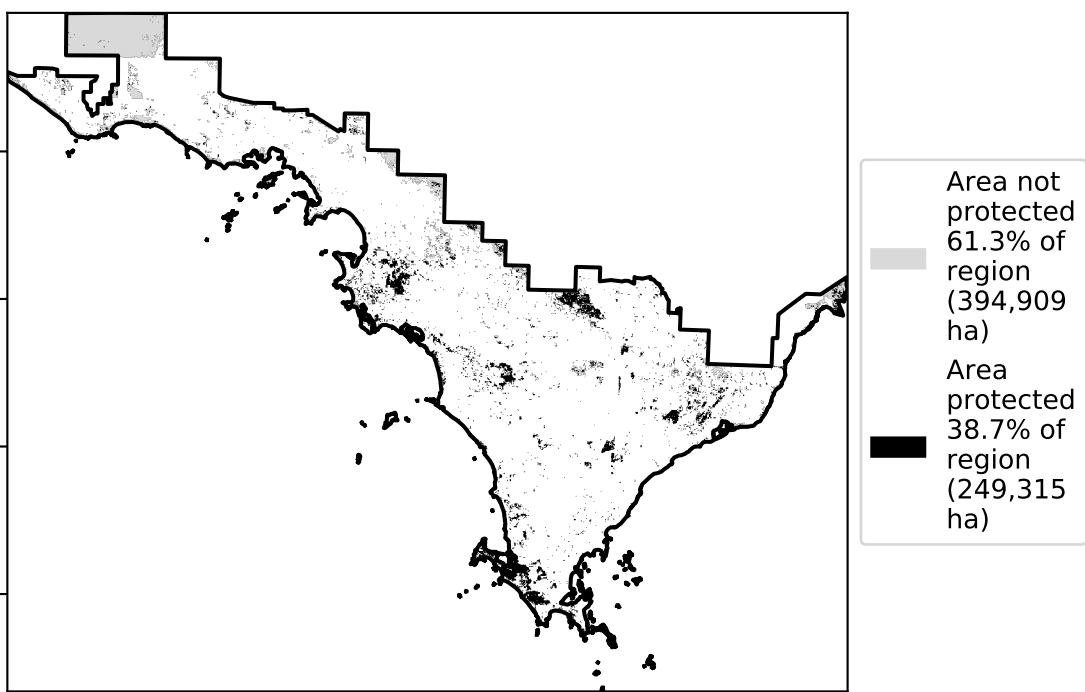 Area not
protected
61.3% of
region
(394,909
ha)
Area
protected
38.7% of
region
(249,315
ha)